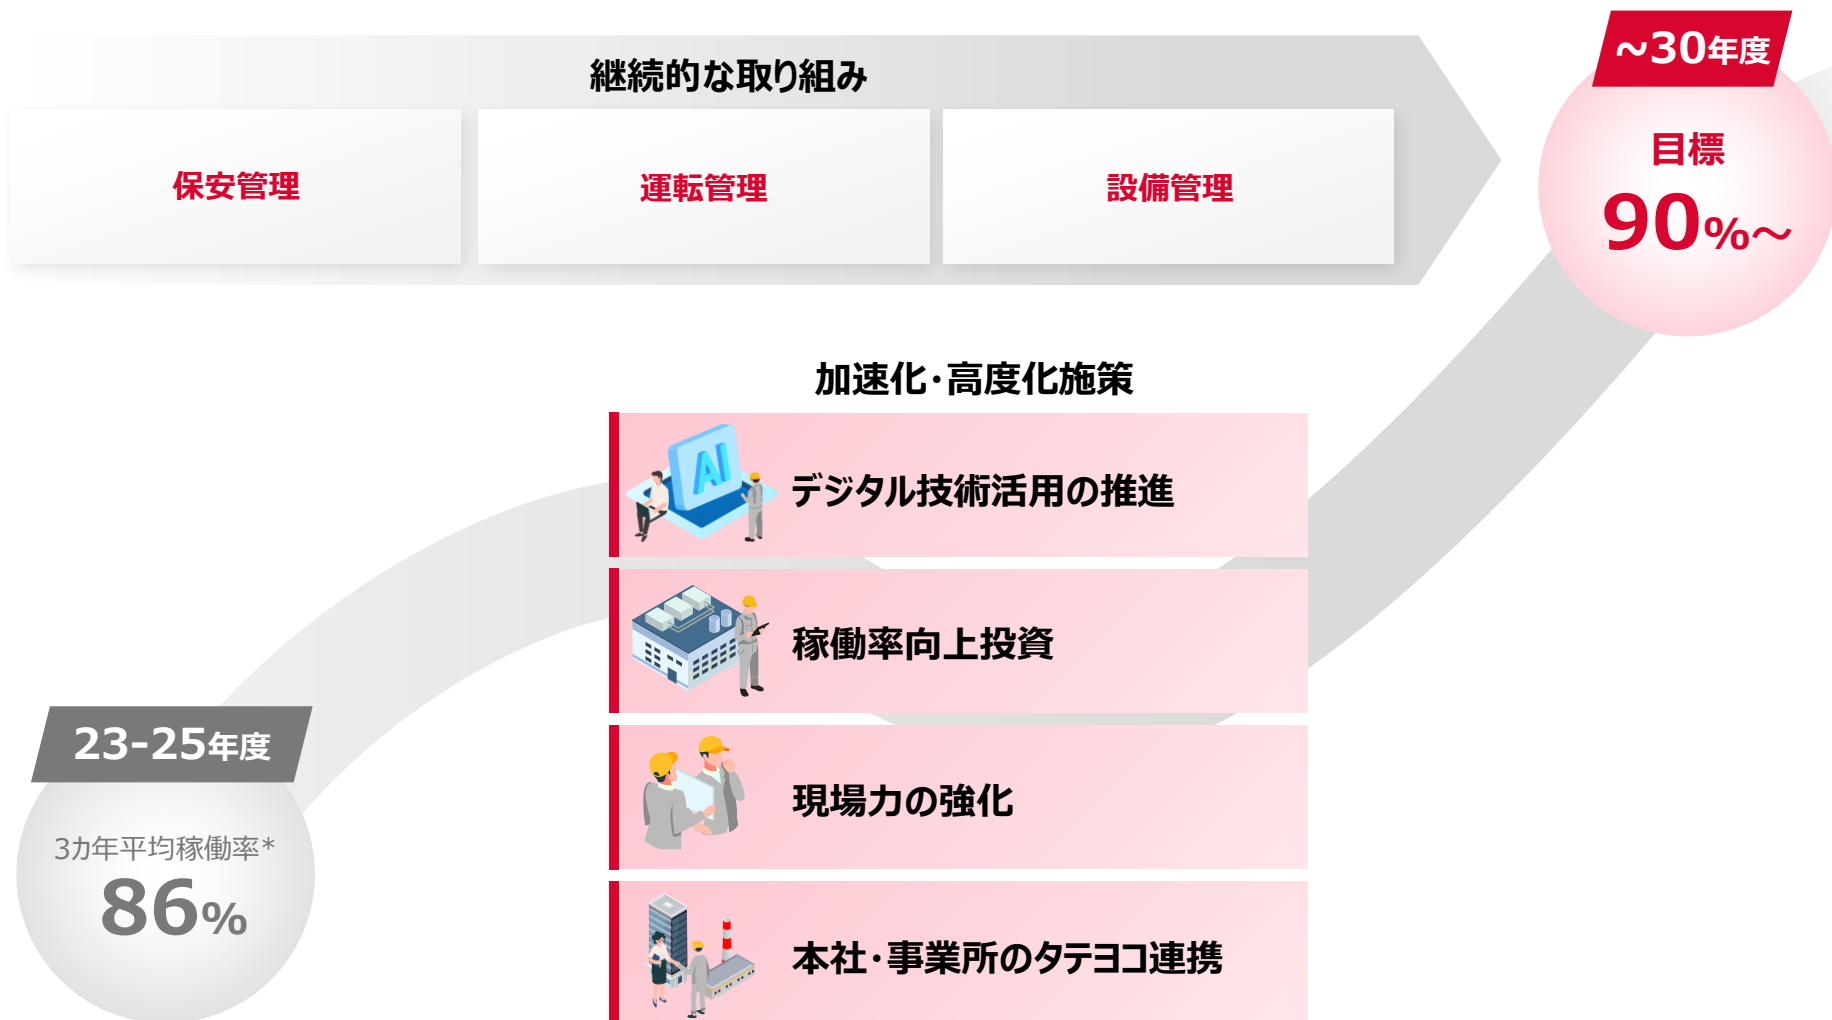 継続的な取り組み
保安管理
運転管理
設備管理
~30年度
目標
90%～
加速化・高度化施策
AI
デジタル技術活用の推進
稼働率向上投資
現場力の強化
本社・事業所のタテヨコ連携
23-25年度
3カ年平均稼働率*
86%